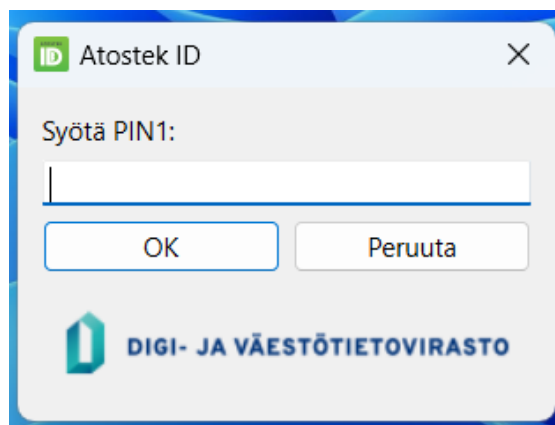 Atostek ID
Syötä PIN1:
OK
Peruuta
DIGI- JA VÄESTÖTIETOVIRASTO